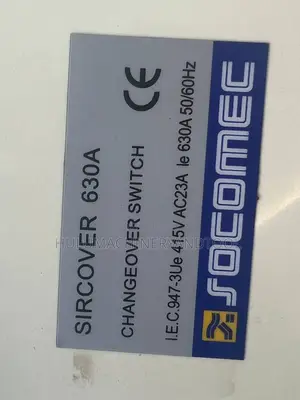 SIRCOVER 630A
CHANGEOVER SWITCH
I.E.C.947-3Ue 415V AC23A Ie 630A 50/60Hz
CE
SOCOMEC